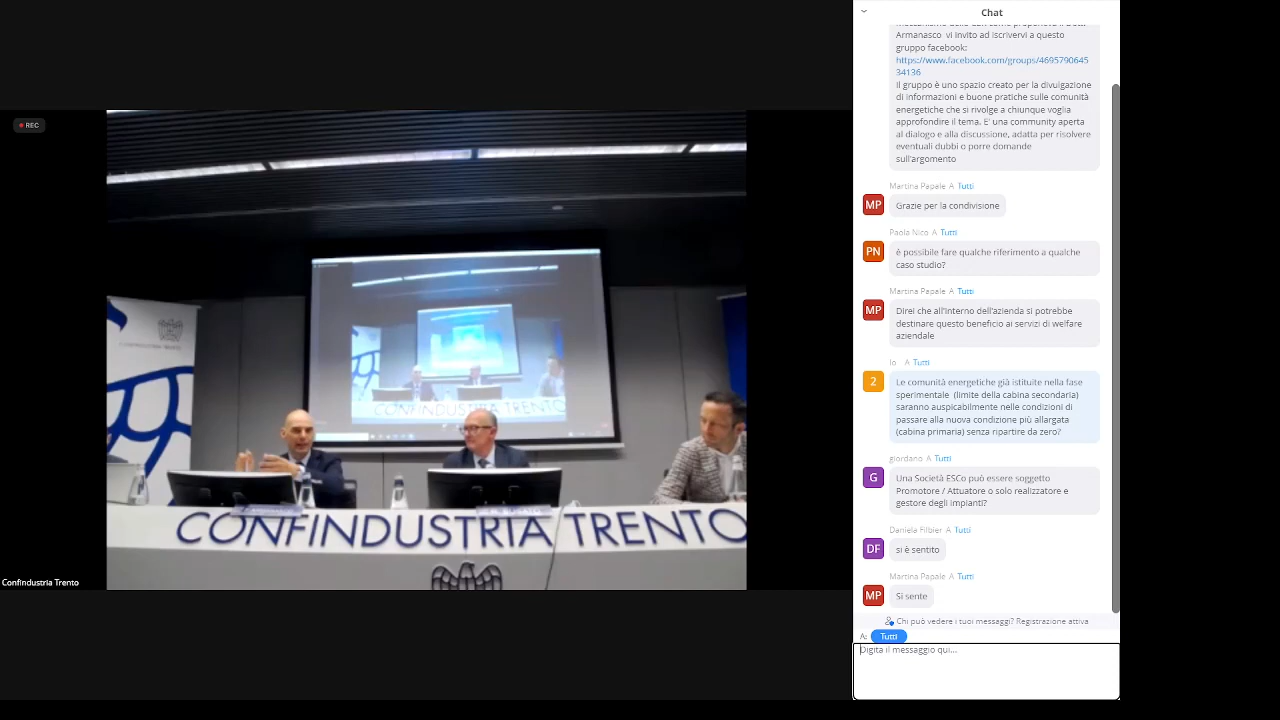 Chat
Armanasco vi invito ad iscrivervi a questo
gruppo facebook:
https://www.facebook.com/groups/4695790645
34136
Il gruppo è uno spazio creato per la divulgazione
di informazioni e buone pratiche sulle comunità
energetiche che si rivolge a chiunque voglia
approfondire il tema. E' una community aperta
al dialogo e alla discussione, adatta per risolvere
eventuali dubbi o porre domande
sull'argomento
Martina Papale A Tutti
MP
Grazie per la condivisione
Paola Nico A Tutti
PN
è possibile fare qualche riferimento a qualche
caso studio?
Martina Papale A Tutti
MP
Direi che all'interno dell'azienda si potrebbe
destinare questo beneficio ai servizi di welfare
aziendale
Io A Tutti
2
Le comunità energetiche già istituite nella fase
sperimentale (limite della cabina secondaria)
saranno auspicabilmente nelle condizioni di
passare alla nuova condizione più allargata
(cabina primaria) senza ripartire da zero?
giordano A Tutti
G
Una Società ESCo può essere soggetto
Promotore / Attuatore o solo realizzatore e
gestore degli impianti?
Daniela Filbier A Tutti
DF
si è sentito
Martina Papale A Tutti
MP
Si sente
Chi può vedere i tuoi messaggi? Registrazione attiva
A: Tutti
Digita il messaggio qui...
REC
CONFINDUSTRIA TRENTO
CONFINDUSTRIA TRENTO
CONFINDUSTRIA TRENTO
Confindustria Trento